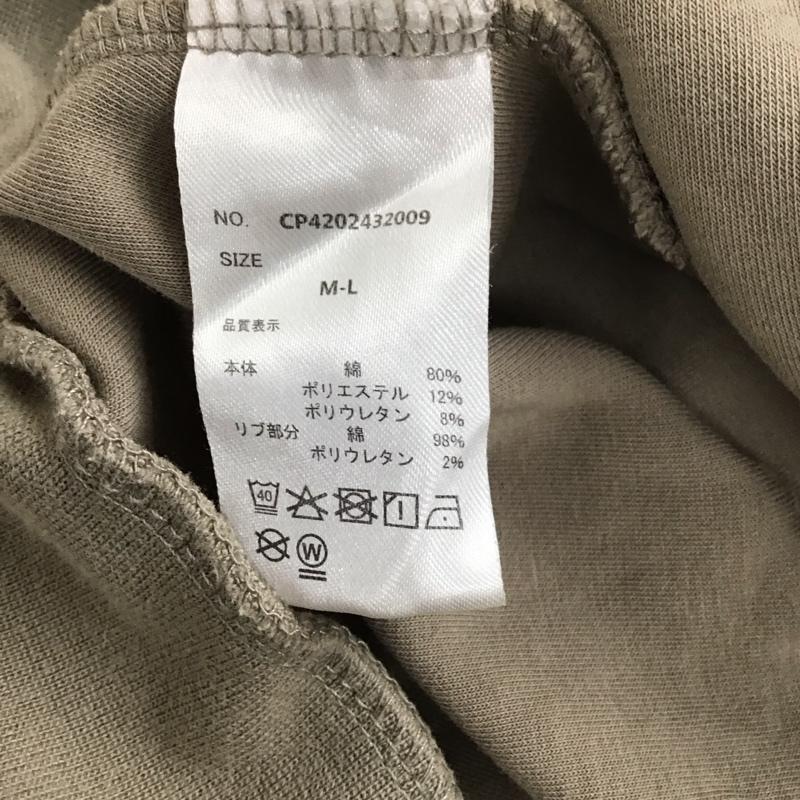 NO. CP4202432009
SIZE
M-L
品質表示
本体 綿 80%
ポリエステル 12%
ポリウレタン 8%
リブ部分 綿 98%
ポリウレタン 2%
40
W